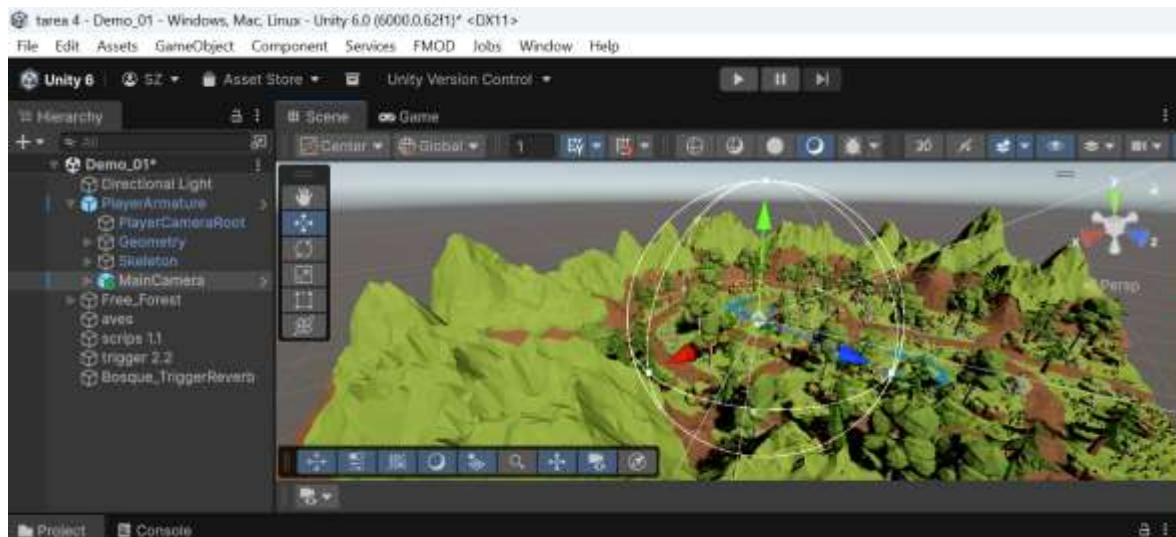 tarea 4 - Demo_01 - Windows, Mac, Linux - Unity 6.0 (6000.0.62f1)* <DX11>
File Edit Assets GameObject Component Services FMOD Jobs Window Help
Unity 6 SZ Asset Store Unity Version Control
Hierarchy Scene Game
All Center Global 1 2D
Demo_01*
Directional Light
PlayerArmature
PlayerCameraRoot
Geometry
Skeleton
MainCamera
Free_Forest
aves
scrips 1.1
trigger 2.2
Bosque_TriggerReverb
y
x z
Persp
Project Console